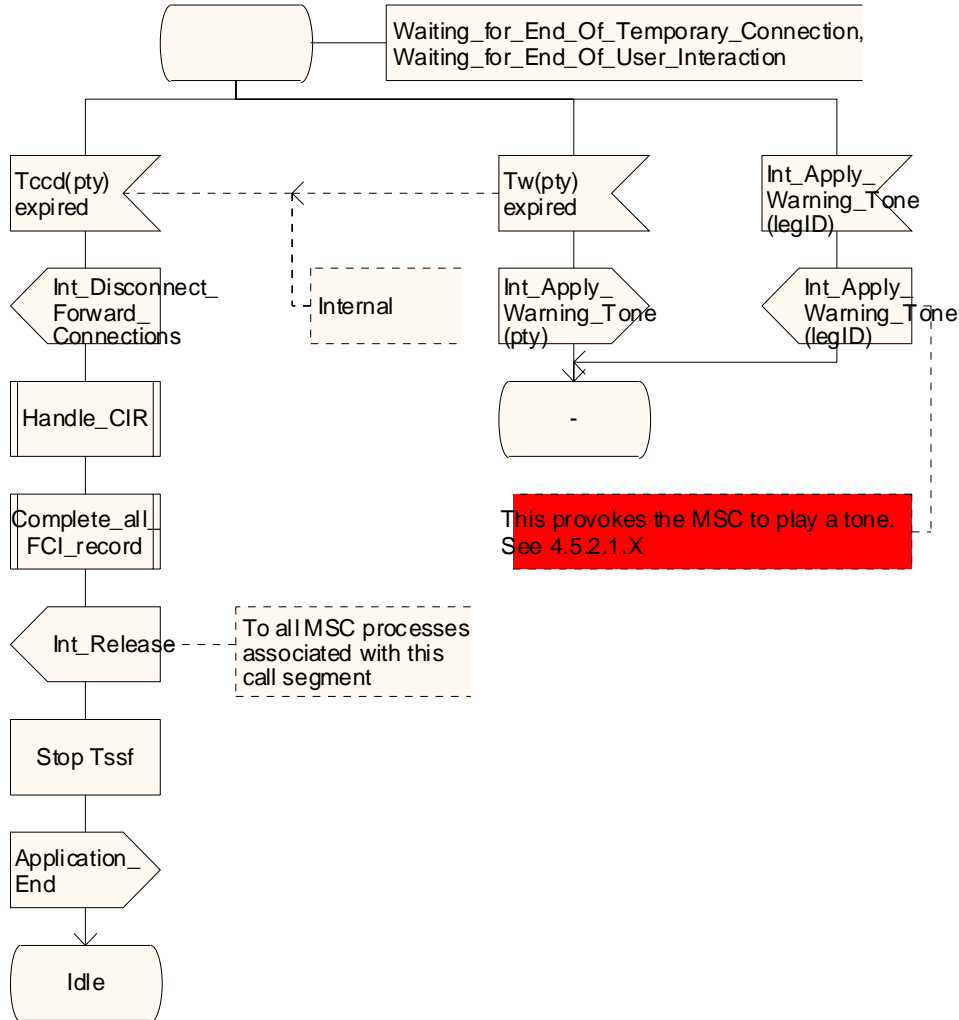 Waiting_for_End_Of_Temporary_Connection,
Waiting_for_End_Of_User_Interaction
Tccd(pty)
expired
Tw(pty)
expired
Int_Apply_
Warning_Tone
(legID)
Int_Disconnect_
Forward_
Connections
Internal
Int_Apply_
Warning_Tone
(pty)
Int_Apply_
Warning_Tone
(legID)
Handle_CIR
-
Complete_all_
FCI_record
This provokes the MSC to play a tone.
See 4.5.2.1.X
Int_Release
To all MSC processes
associated with this
call segment
Stop Tssf
Application_
End
Idle